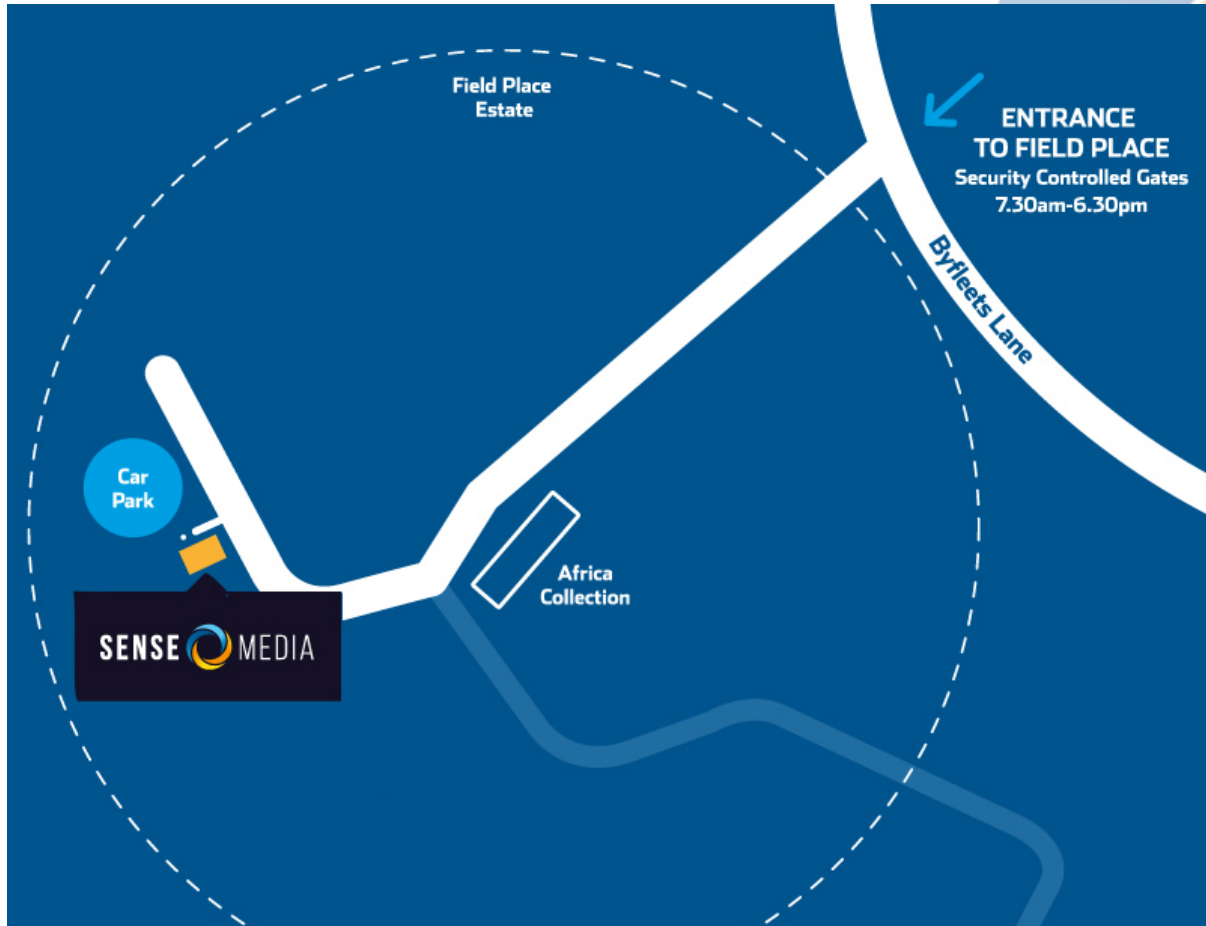 Field Place
Estate
ENTRANCE
TO FIELD PLACE
Security Controlled Gates
7.30am-6.30pm
Byfleets Lane
Car
Park
Africa
Collection
SENSE MEDIA